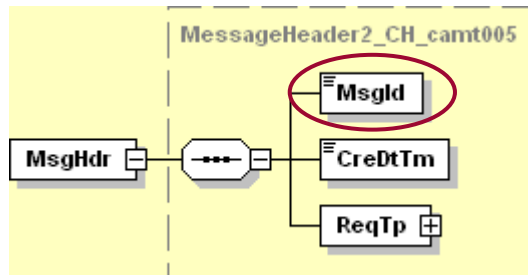 MessageHeader2_CH_camt005
MsgId
MsgHdr
CreDtTm
ReqTp